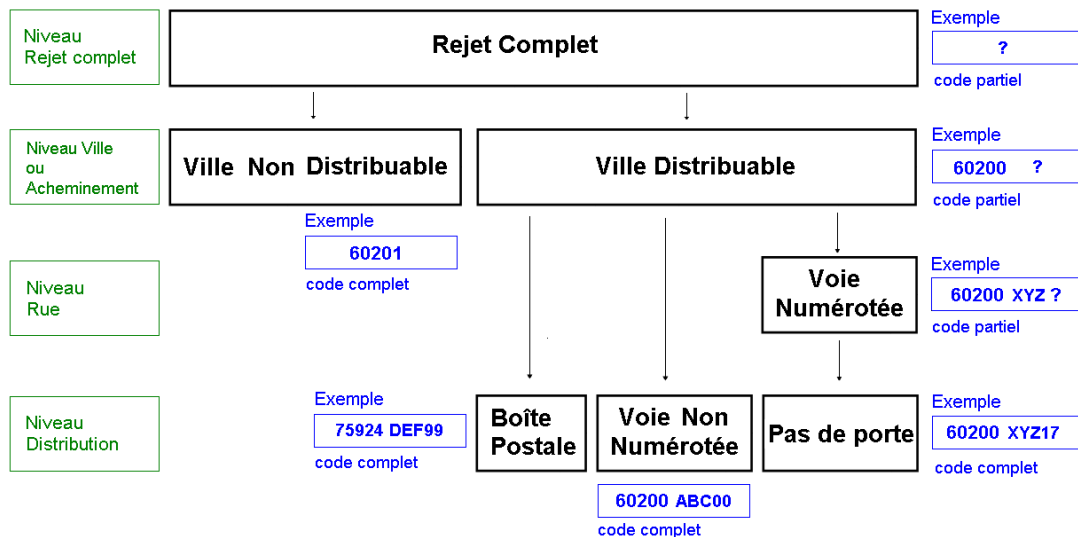 Niveau
Rejet complet
Rejet Complet
Exemple
?
code partiel
Niveau Ville
ou
Acheminement
Ville Non Distribuable
Ville Distribuable
Exemple
60200 ?
code partiel
Exemple
60201
code complet
Niveau
Rue
Voie
Numérotée
Exemple
60200 XYZ ?
code partiel
Niveau
Distribution
Exemple
75924 DEF99
code complet
Boîte
Postale
Voie Non
Numérotée
Pas de porte
Exemple
60200 XYZ17
code complet
60200 ABC00
code complet